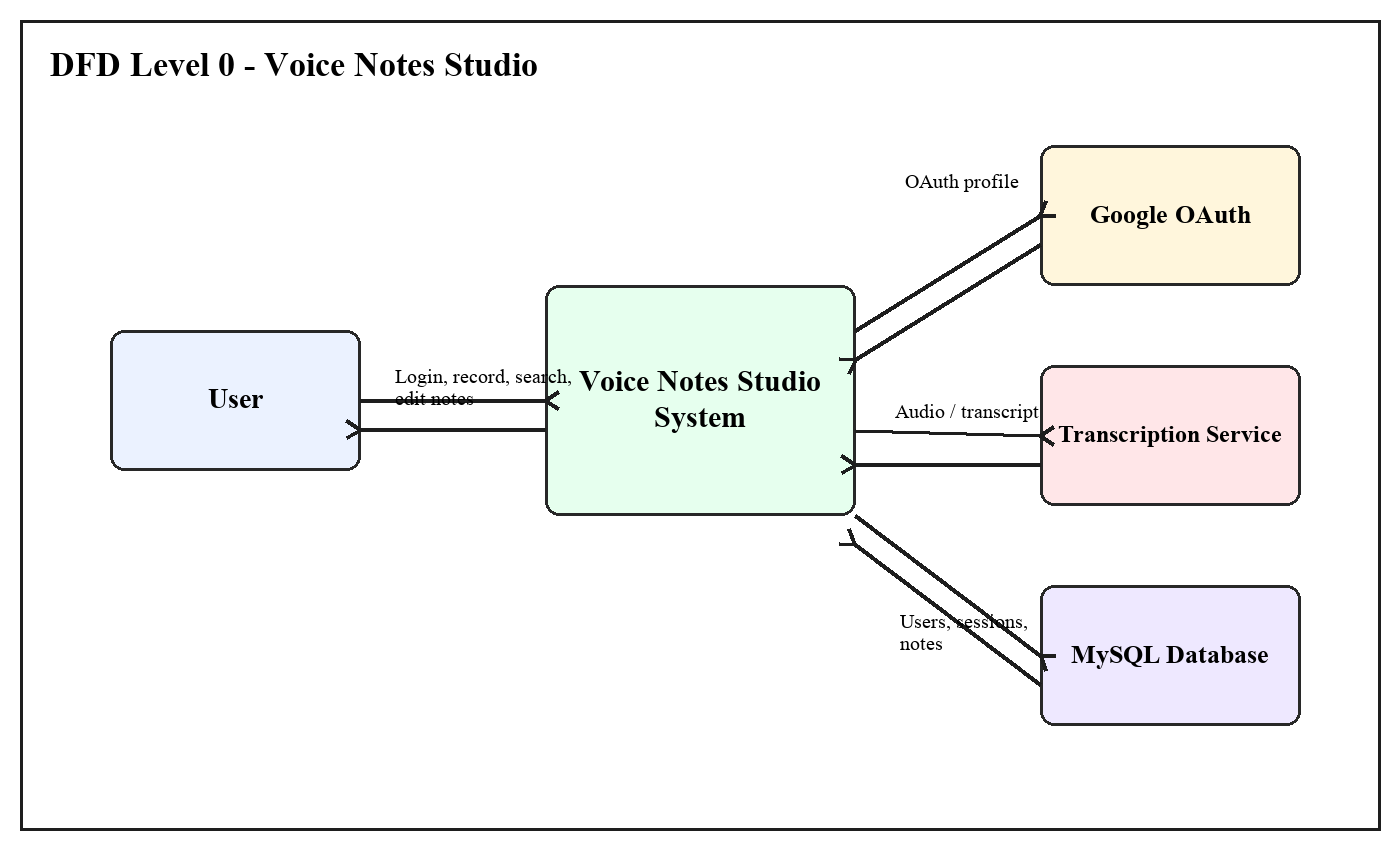 DFD Level 0 - Voice Notes Studio
OAuth profile
Google OAuth
User
Login, record, search,
edit notes
Voice Notes Studio
System
Audio / transcript
Transcription Service
Users, sessions,
notes
MySQL Database